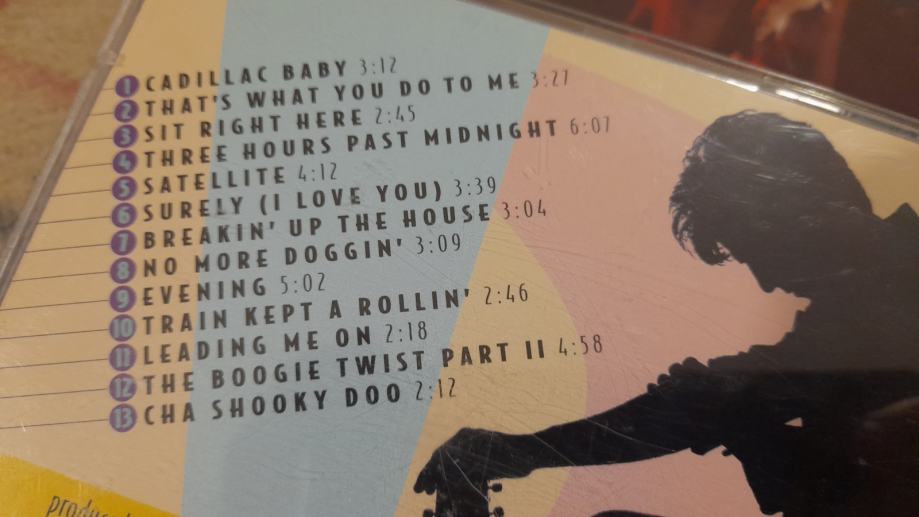 1 CADILLAC BABY 3:12
2 THAT'S WHAT YOU DO TO ME 3:27
3 SIT RIGHT HERE 2:45
4 THREE HOURS PAST MIDNIGHT 6:07
5 SATELLITE 4:12
6 SURELY (I LOVE YOU) 3:39
7 BREAKIN' UP THE HOUSE 3:04
8 NO MORE DOGGIN' 3:09
9 EVENING 5:02
10 TRAIN KEPT A ROLLIN' 2:46
11 LEADING ME ON 2:18
12 THE BOOGIE TWIST PART II 4:58
13 CHA SHOOKY DOO 2:12